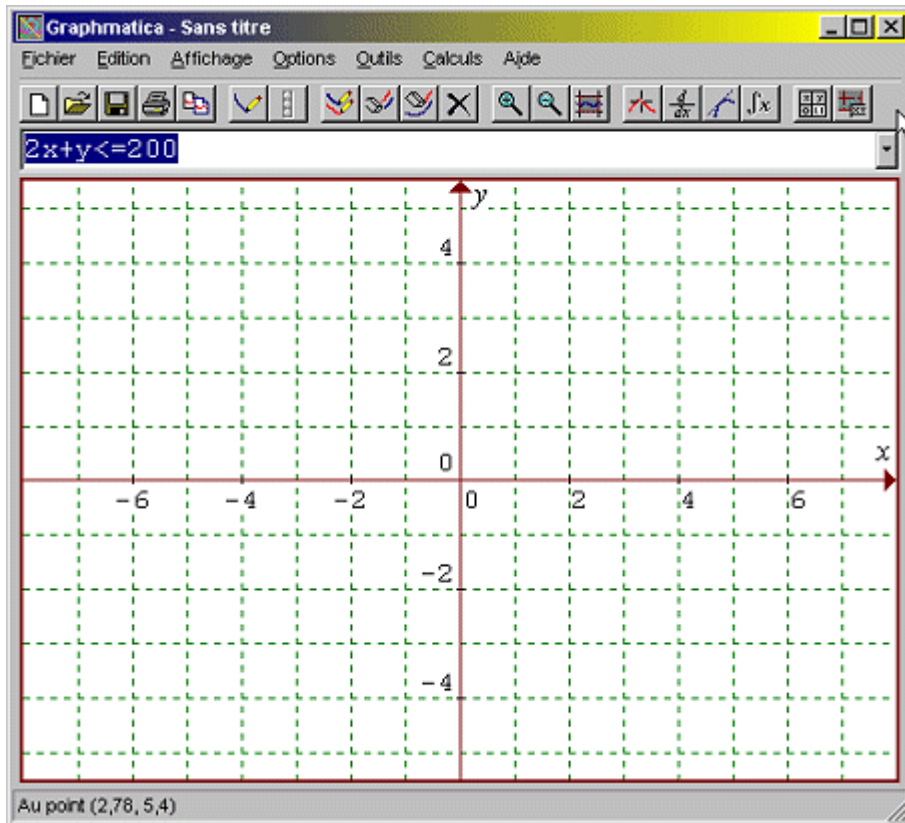 Graphmatica - Sans titre
Fichier Edition Affichage Options Outils Calculs Aide
2x+y<=200
y
4
2
0
x
-6 -4 -2 0 2 4 6
-2
-4
Au point (2,78, 5,4)